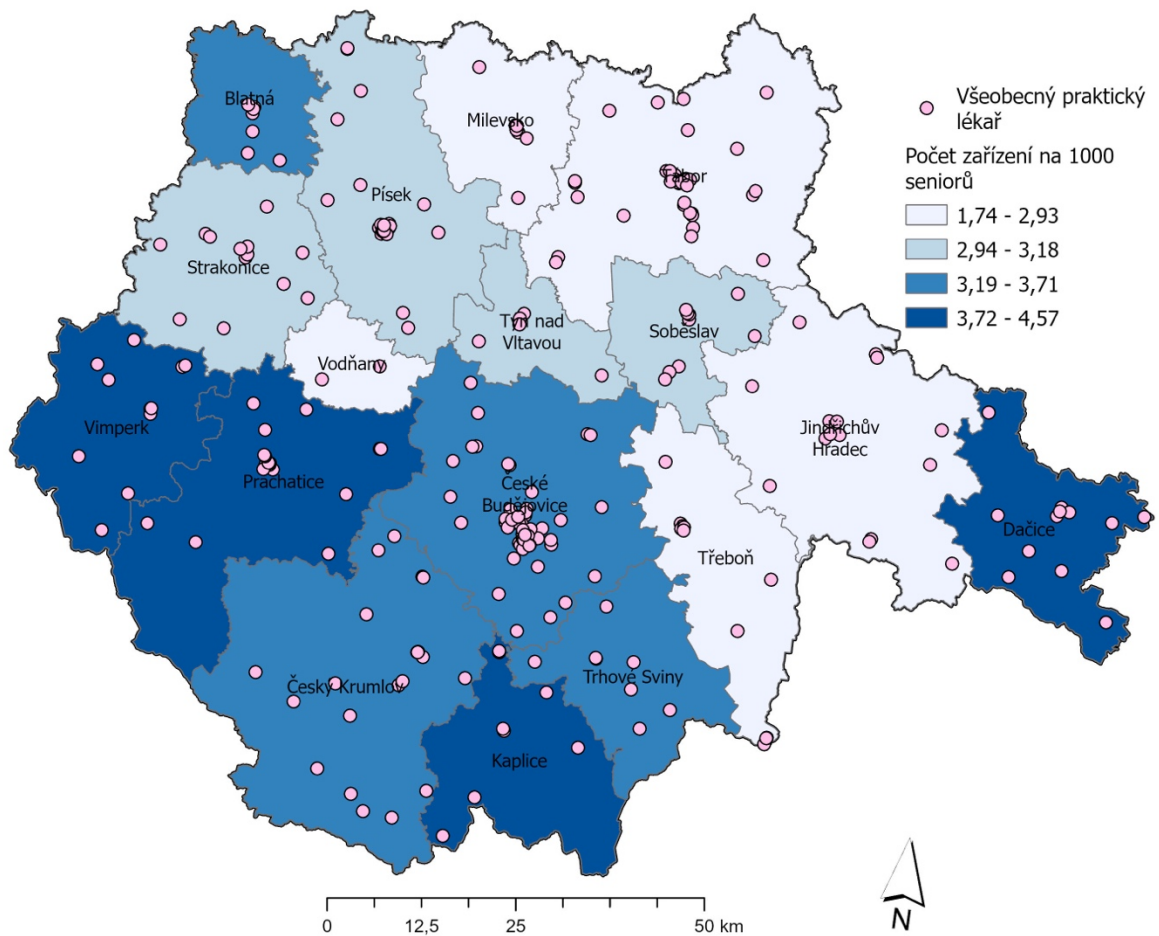 Všeobecný praktický
lékař
Počet zařízení na 1000
seniorů
1,74 - 2,93
2,94 - 3,18
3,19 - 3,71
3,72 - 4,57
Blatná
Milevsko
Tábor
Písek
Strakonice
Týn nad
Vltavou
Soběslav
Vodňany
Vimperk
Jindřichův
Hradec
Prachatice
České
Budějovice
Dačice
Třeboň
Český Krumlov
Trhové Sviny
Kaplice
0
12,5
25
50 km
N